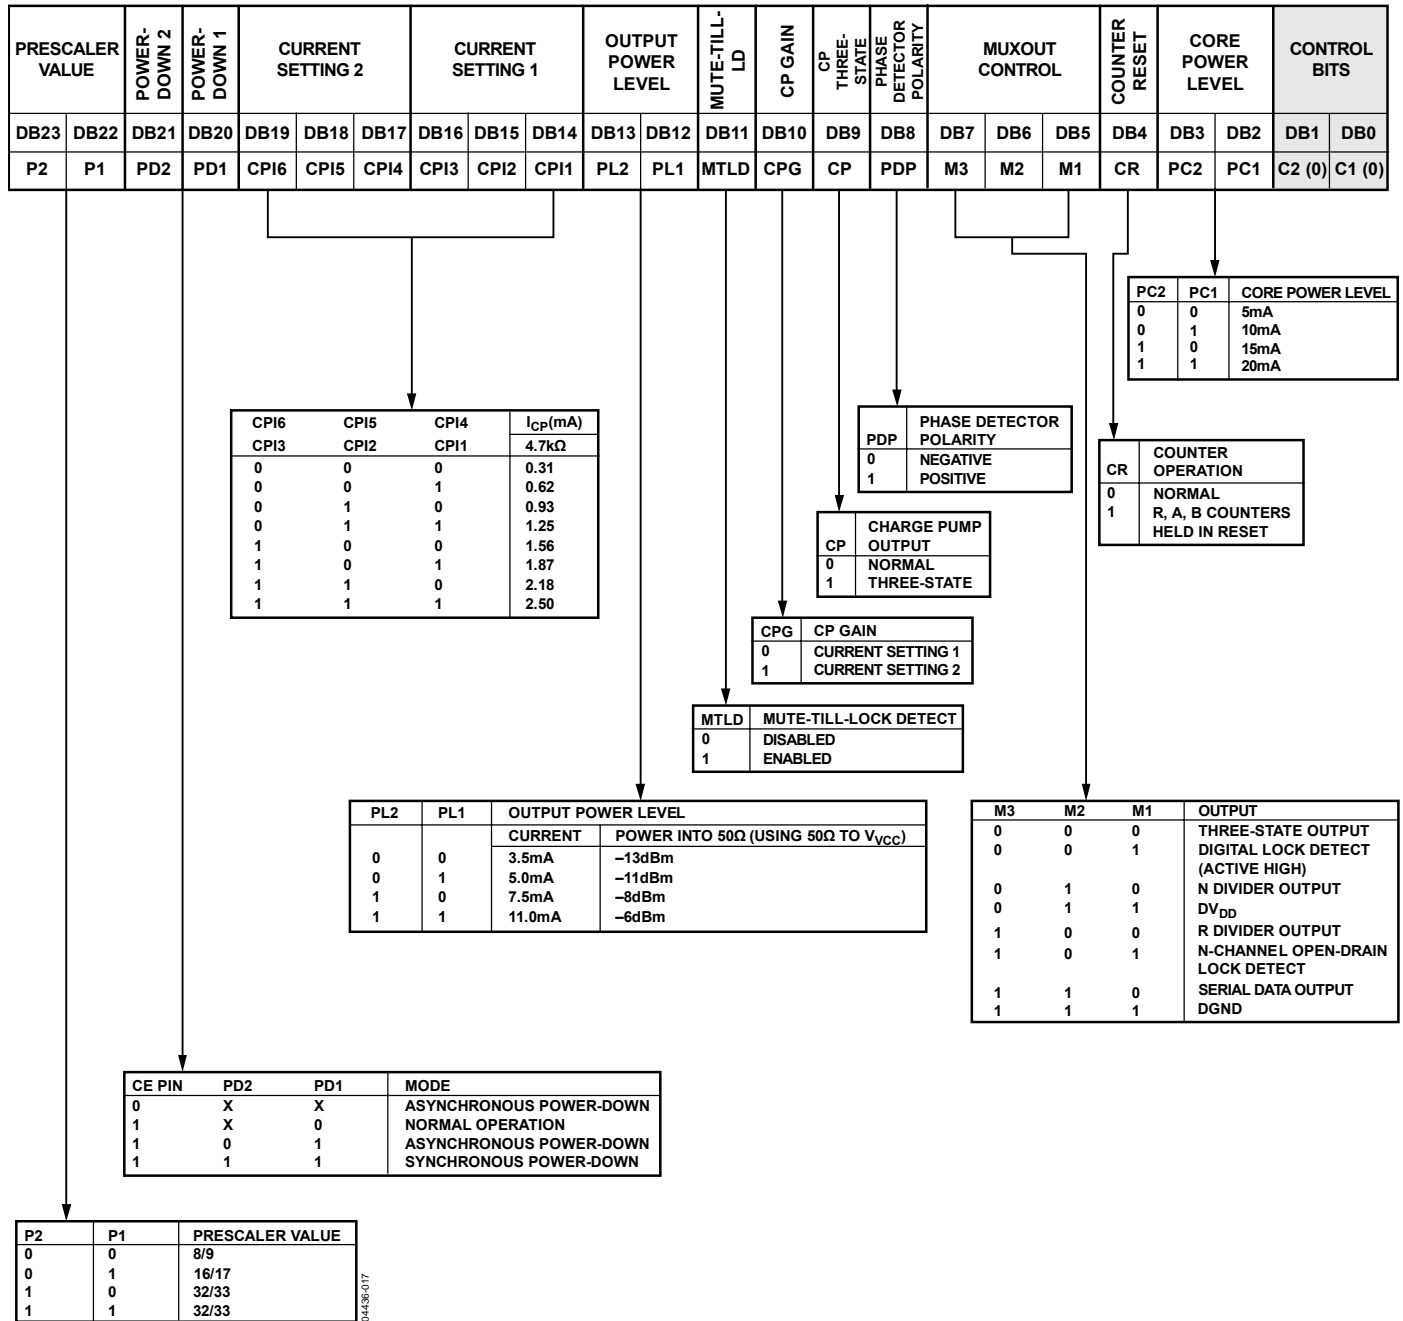 PRESCALER VALUE
POWER-DOWN 2
POWER-DOWN 1
CURRENT SETTING 2
CURRENT SETTING 1
OUTPUT POWER LEVEL
MUTE-TILL-LD
CP GAIN
CP THREE-STATE
PHASE DETECTOR POLARITY
MUXOUT CONTROL
COUNTER RESET
CORE POWER LEVEL
CONTROL BITS
DB23 DB22 DB21 DB20 DB19 DB18 DB17 DB16 DB15 DB14 DB13 DB12 DB11 DB10 DB9 DB8 DB7 DB6 DB5 DB4 DB3 DB2 DB1 DB0
P2 P1 PD2 PD1 CPI6 CPI5 CPI4 CPI3 CPI2 CPI1 PL2 PL1 MTLD CPG CP PDP M3 M2 M1 CR PC2 PC1 C2 (0) C1 (0)
PC2 PC1 CORE POWER LEVEL
0 0 5mA
0 1 10mA
1 0 15mA
1 1 20mA
CPI6 CPI5 CPI4 ICP(mA)
CPI3 CPI2 CPI1 4.7kΩ
0 0 0 0.31
0 0 1 0.62
0 1 0 0.93
0 1 1 1.25
1 0 0 1.56
1 0 1 1.87
1 1 0 2.18
1 1 1 2.50
PHASE DETECTOR
PDP POLARITY
0 NEGATIVE
1 POSITIVE
COUNTER
CR OPERATION
0 NORMAL
1 R, A, B COUNTERS
HELD IN RESET
CHARGE PUMP
CP OUTPUT
0 NORMAL
1 THREE-STATE
CPG CP GAIN
0 CURRENT SETTING 1
1 CURRENT SETTING 2
MTLD MUTE-TILL-LOCK DETECT
0 DISABLED
1 ENABLED
PL2 PL1 OUTPUT POWER LEVEL
CURRENT POWER INTO 50Ω (USING 50Ω TO VVCC)
0 0 3.5mA –13dBm
0 1 5.0mA –11dBm
1 0 7.5mA –8dBm
1 1 11.0mA –6dBm
M3 M2 M1 OUTPUT
0 0 0 THREE-STATE OUTPUT
0 0 1 DIGITAL LOCK DETECT
(ACTIVE HIGH)
0 1 0 N DIVIDER OUTPUT
0 1 1 DVDD
1 0 0 R DIVIDER OUTPUT
1 0 1 N-CHANNEL OPEN-DRAIN
LOCK DETECT
1 1 0 SERIAL DATA OUTPUT
1 1 1 DGND
CE PIN PD2 PD1 MODE
0 X X ASYNCHRONOUS POWER-DOWN
1 X 0 NORMAL OPERATION
1 0 1 ASYNCHRONOUS POWER-DOWN
1 1 1 SYNCHRONOUS POWER-DOWN
P2 P1 PRESCALER VALUE
0 0 8/9
0 1 16/17
1 0 32/33
1 1 32/33
04436-017